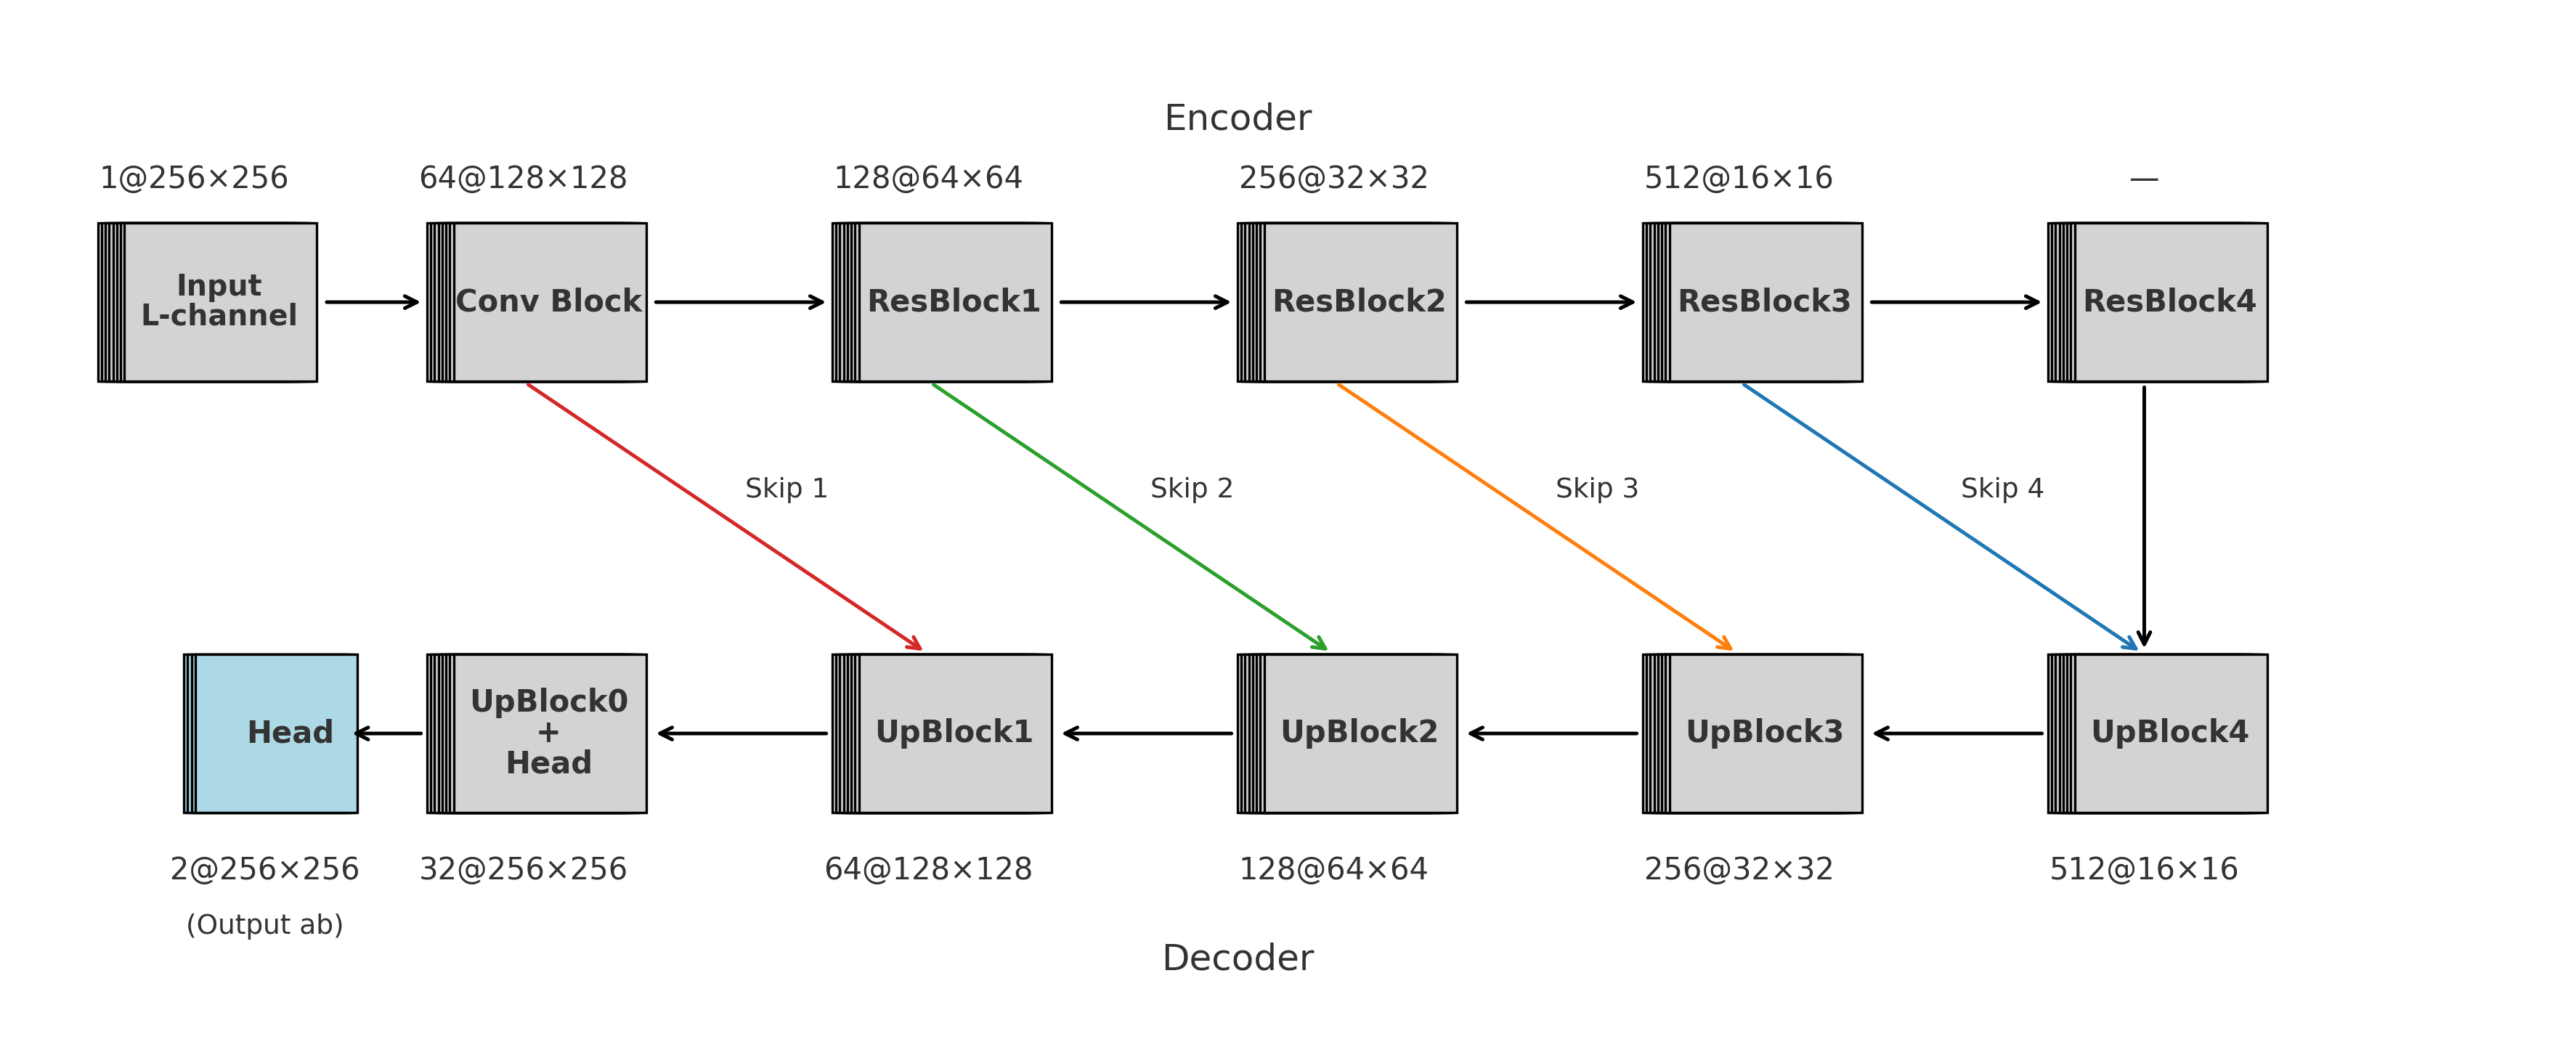 Encoder
1@256×256
64@128×128
128@64×64
256@32×32
512@16×16
—
Input
L-channel
Conv Block
ResBlock1
ResBlock2
ResBlock3
ResBlock4
Skip 1
Skip 2
Skip 3
Skip 4
Head
UpBlock0
+
Head
UpBlock1
UpBlock2
UpBlock3
UpBlock4
2@256×256
32@256×256
64@128×128
128@64×64
256@32×32
512@16×16
(Output ab)
Decoder